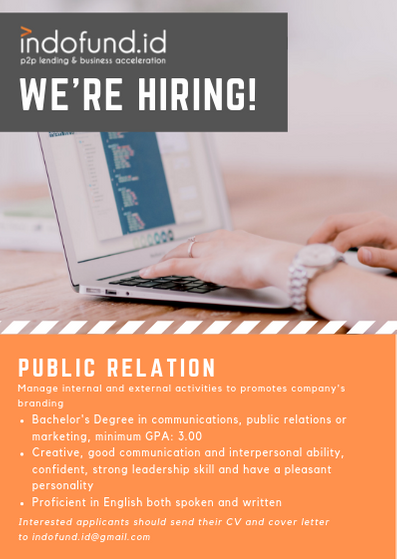 indofund.id
p2p lending & business acceleration
WE'RE HIRING!
PUBLIC RELATION
Manage internal and external activities to promotes company's
branding
• Bachelor's Degree in communications, public relations or
marketing, minimum GPA: 3.00
• Creative, good communication and interpersonal ability,
confident, strong leadership skill and have a pleasant
personality
• Proficient in English both spoken and written
Interested applicants should send their CV and cover letter
to indofund.id@gmail.com